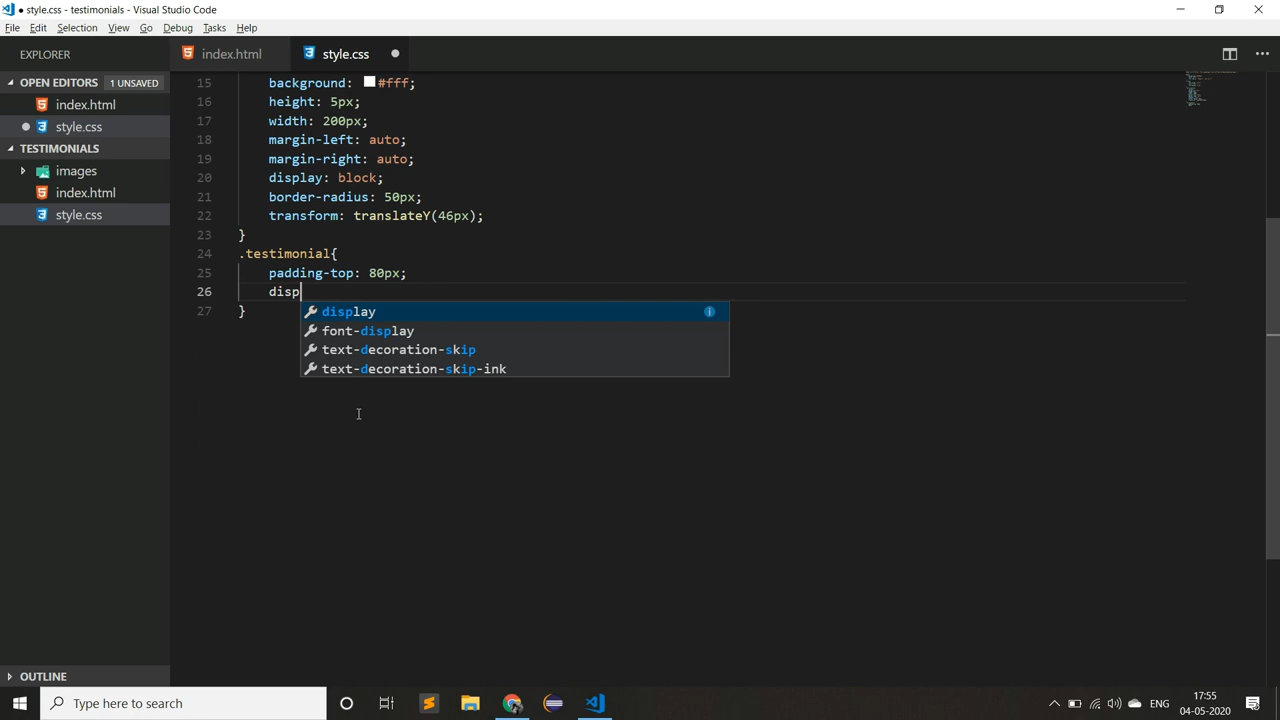 ● style.css - testimonials - Visual Studio Code
File Edit Selection View Go Debug Tasks Help
EXPLORER
OPEN EDITORS 1 UNSAVED
index.html
style.css
TESTIMONIALS
images
index.html
style.css
OUTLINE
index.html style.css
15 background: #fff;
16 height: 5px;
17 width: 200px;
18 margin-left: auto;
19 margin-right: auto;
20 display: block;
21 border-radius: 50px;
22 transform: translateY(46px);
23 }
24 .testimonial{
25 padding-top: 80px;
26 disp
27 }
display
font-display
text-decoration-skip
text-decoration-skip-ink
Type here to search
ENG
17:55
04-05-2020